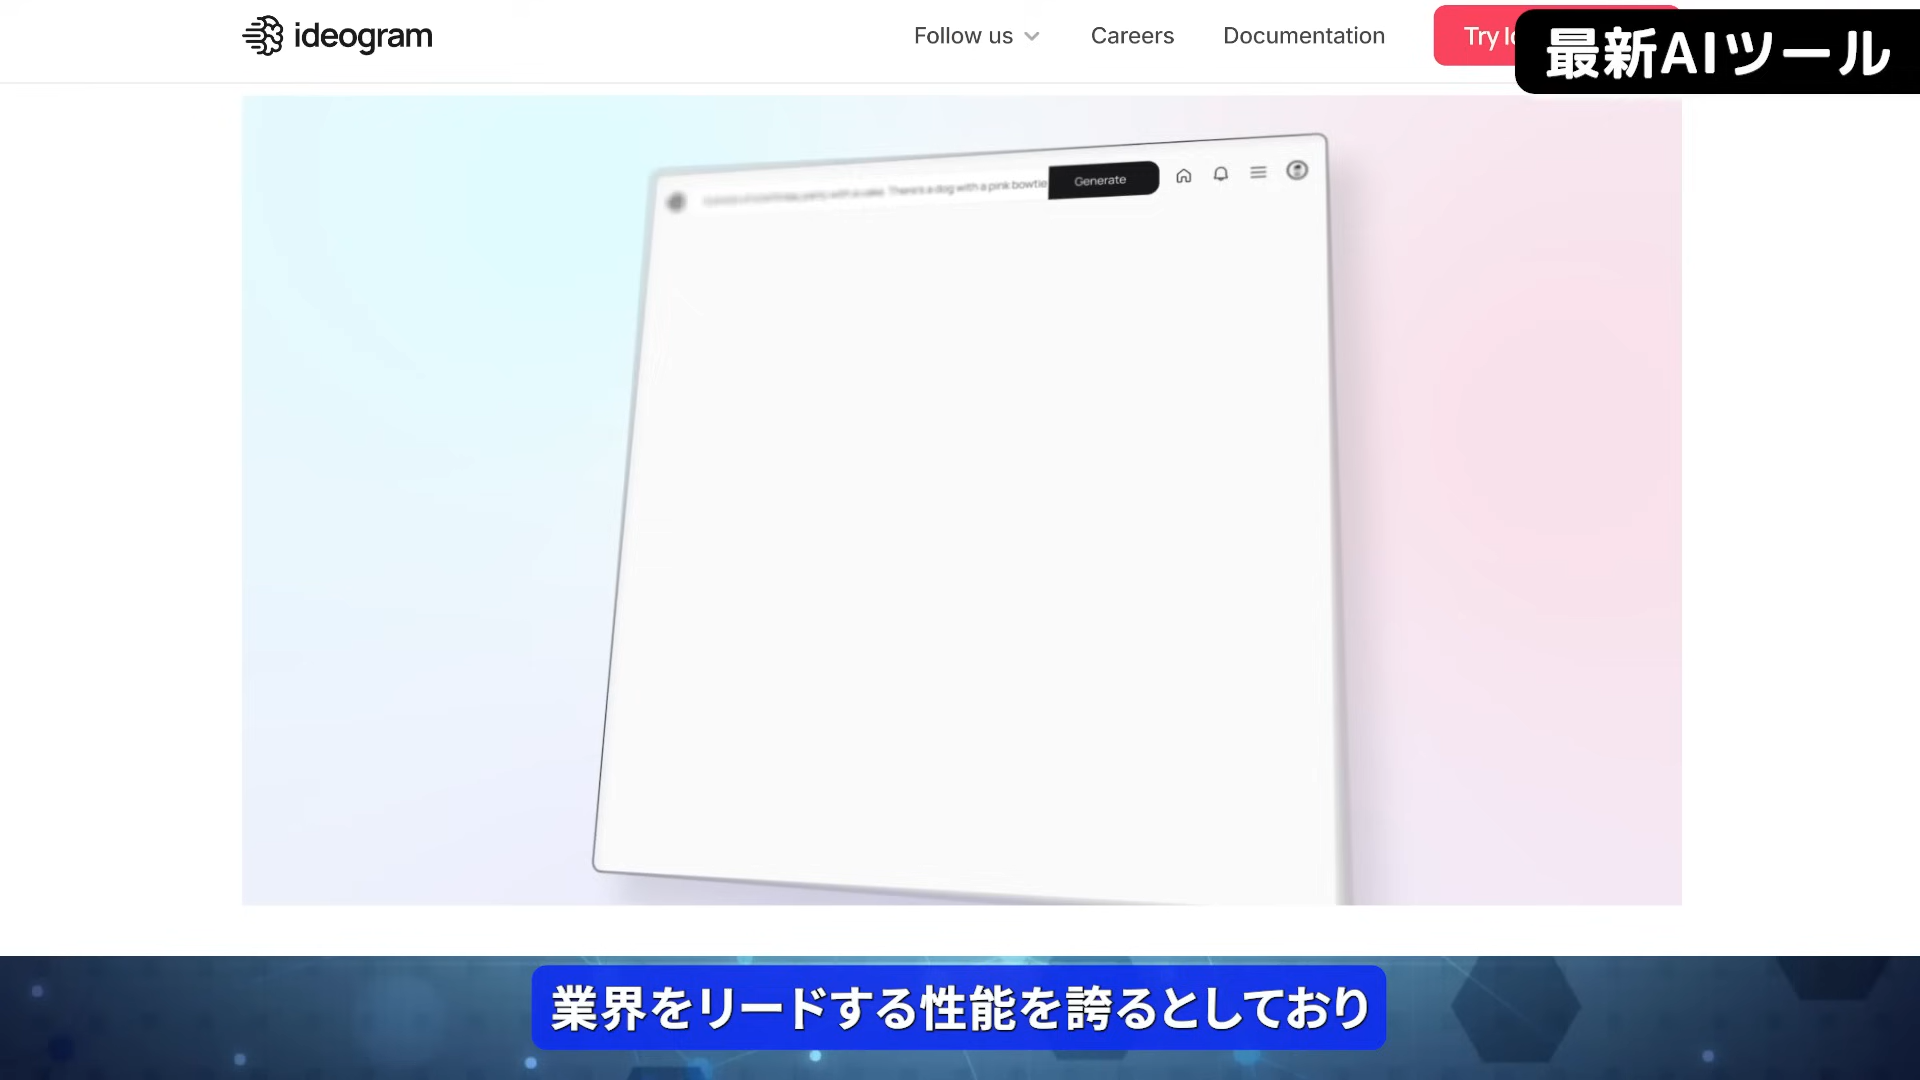 ideogram
Follow us
Careers
Documentation
Try
最新AIツール
There's a dog with a pink bowtie
Generate
業界をリードする性能を誇るとしており